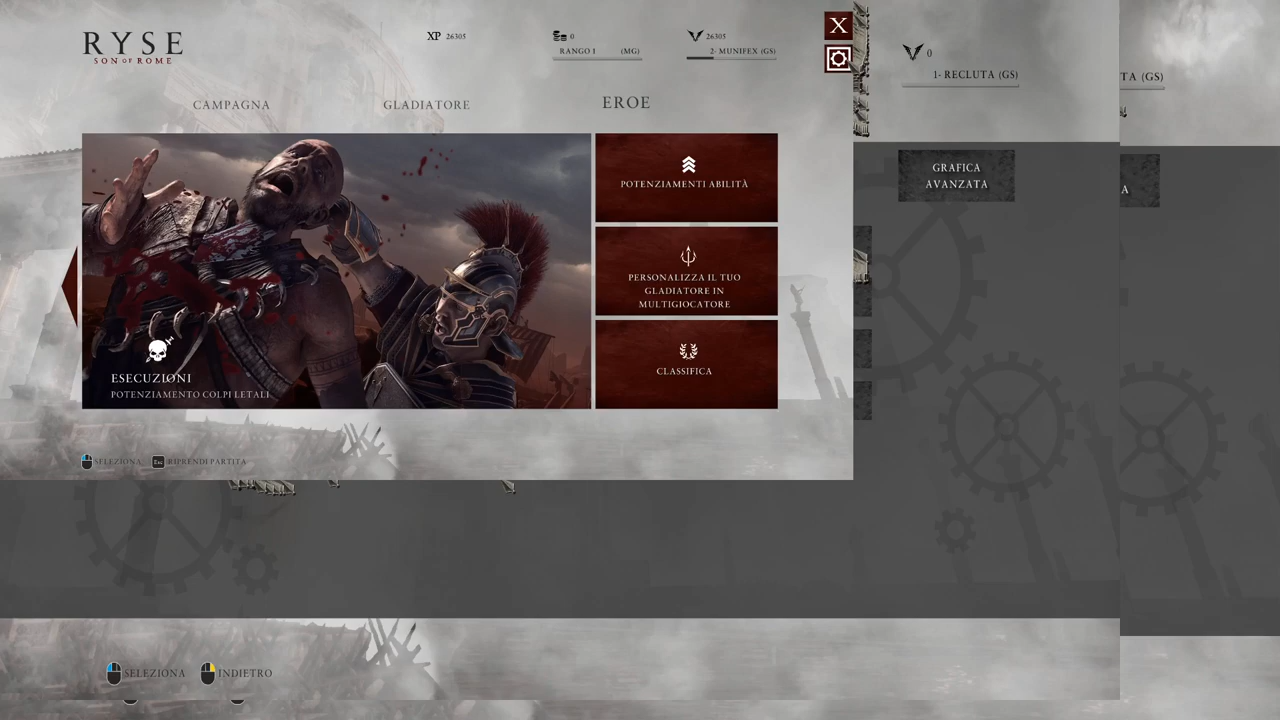 RYSE
SON OF ROME
XP 26305
0
RANGO 1 (MG)
26305
2- MUNIFEX (GS)
X
0
1- RECLUTA (GS)
TA (GS)
CAMPAGNA
GLADIATORE
EROE
POTENZIAMENTI ABILITÀ
PERSONALIZZA IL TUO
GLADIATORE IN
MULTIGIOCATORE
CLASSIFICA
ESECUZIONI
POTENZIAMENTO COLPI LETALI
GRAFICA
AVANZATA
A
SELEZIONA
Esc RIPRENDI PARTITA
SELEZIONA
INDIETRO